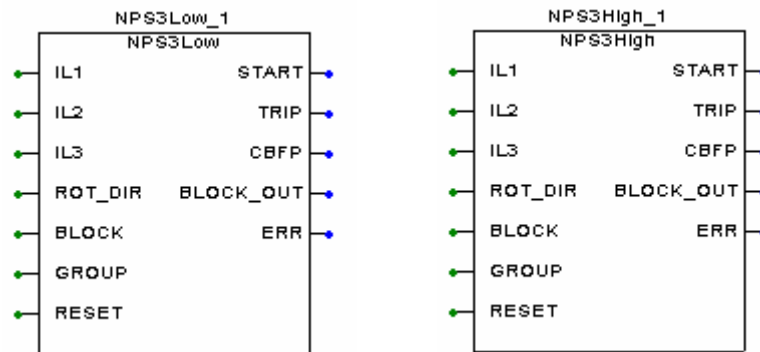 NPS3Low_1
NPS3Low
IL1 START
IL2 TRIP
IL3 CBFP
ROT_DIR BLOCK_OUT
BLOCK ERR
GROUP
RESET
NPS3High_1
NPS3High
IL1 START
IL2 TRIP
IL3 CBFP
ROT_DIR BLOCK_OUT
BLOCK ERR
GROUP
RESET